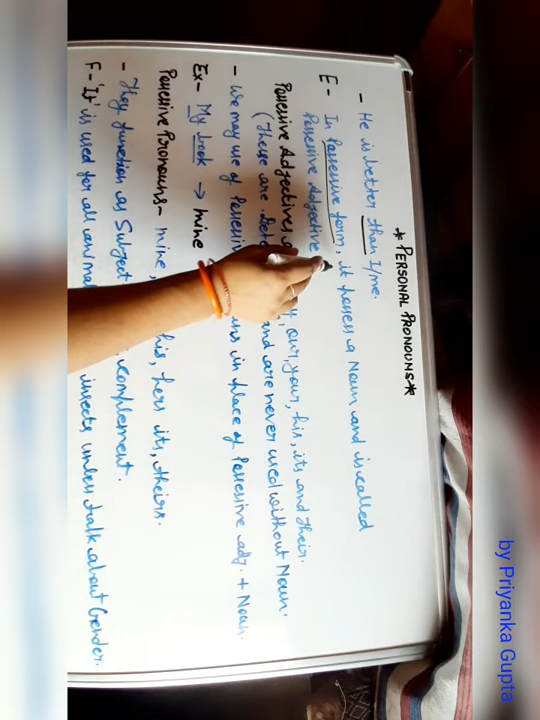 * PERSONAL PRONOUNS *
- He is better than I/me.
E- In Possessive form, it possess a Noun and is called
Possessive Adjective
Possessive Adjectives our, your, his, its and their.
(These are and are never used without Noun.
- We may use of in place of Possessive adj. + Noun.
Ex- My book → mine
Possessive Pronouns- mine, his, hers its, theirs.
- They function as Subject complement.
F- 'It' is used for all insects unless talk about Gender.
by Priyanka Gupta